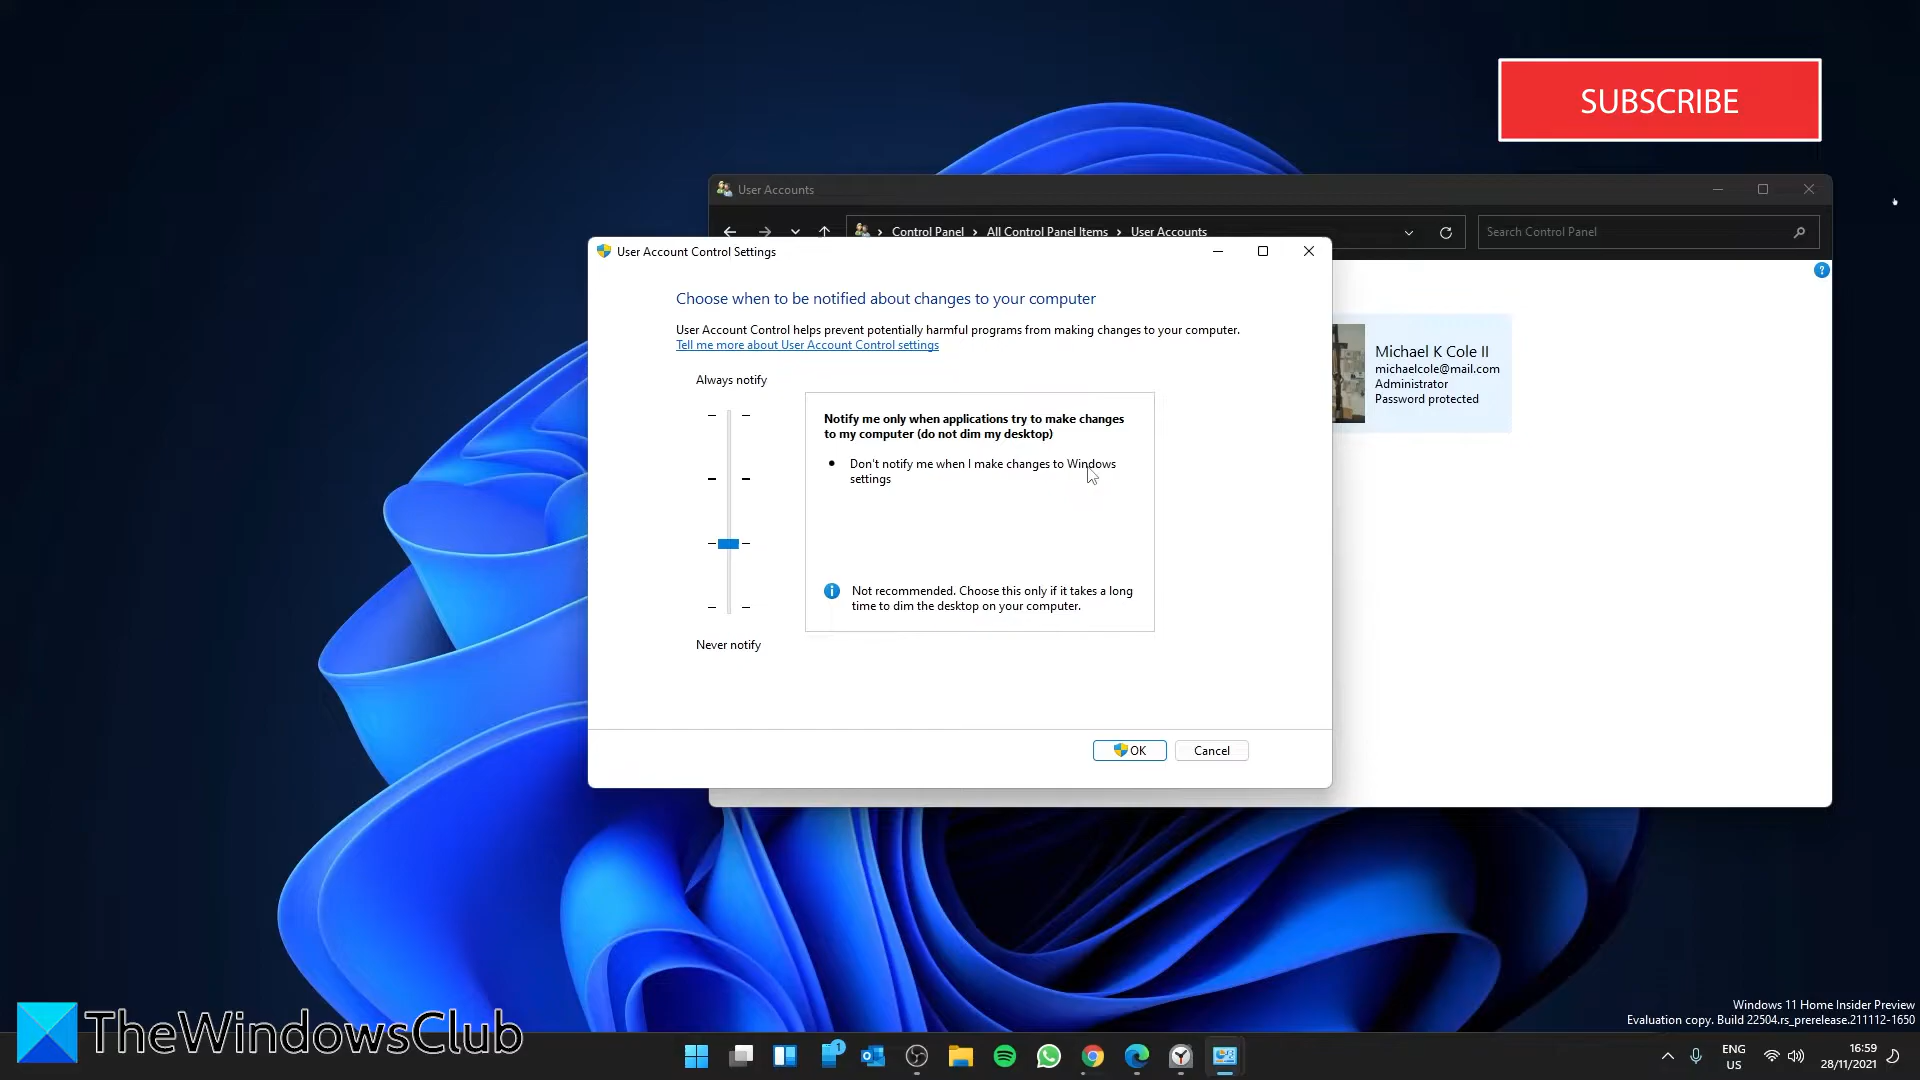 SUBSCRIBE
User Accounts
Control Panel > All Control Panel Items > User Accounts
Search Control Panel
User Account Control Settings
Choose when to be notified about changes to your computer
User Account Control helps prevent potentially harmful programs from making changes to your computer.
Tell me more about User Account Control settings
Always notify
Notify me only when applications try to make changes
to my computer (do not dim my desktop)
• Don't notify me when I make changes to Windows
settings
Not recommended. Choose this only if it takes a long
time to dim the desktop on your computer.
Never notify
OK
Cancel
Michael K Cole II
michaelcole@mail.com
Administrator
Password protected
Windows 11 Home Insider Preview
Evaluation copy. Build 22504.rs_prerelease.211112-1650
TheWindowsClub
1
ENG
US
16:59
28/11/2021